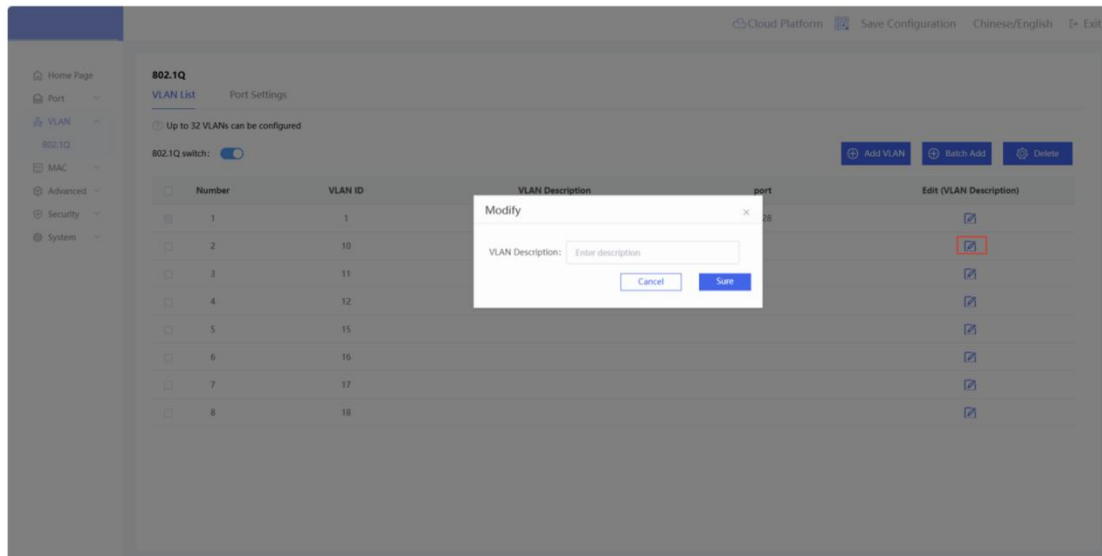 Cloud Platform Save Configuration Chinese/English Exit
Home Page
Port
VLAN
802.1Q
MAC
Advanced
Security
System
802.1Q
VLAN List Port Settings
Up to 32 VLANs can be configured
802.1Q switch:
Add VLAN Batch Add Delete
Number VLAN ID VLAN Description port Edit (VLAN Description)
1 1 28
2 10
3 11
4 12
5 15
6 16
7 17
8 18
Modify
VLAN Description: Enter description
Cancel Sure